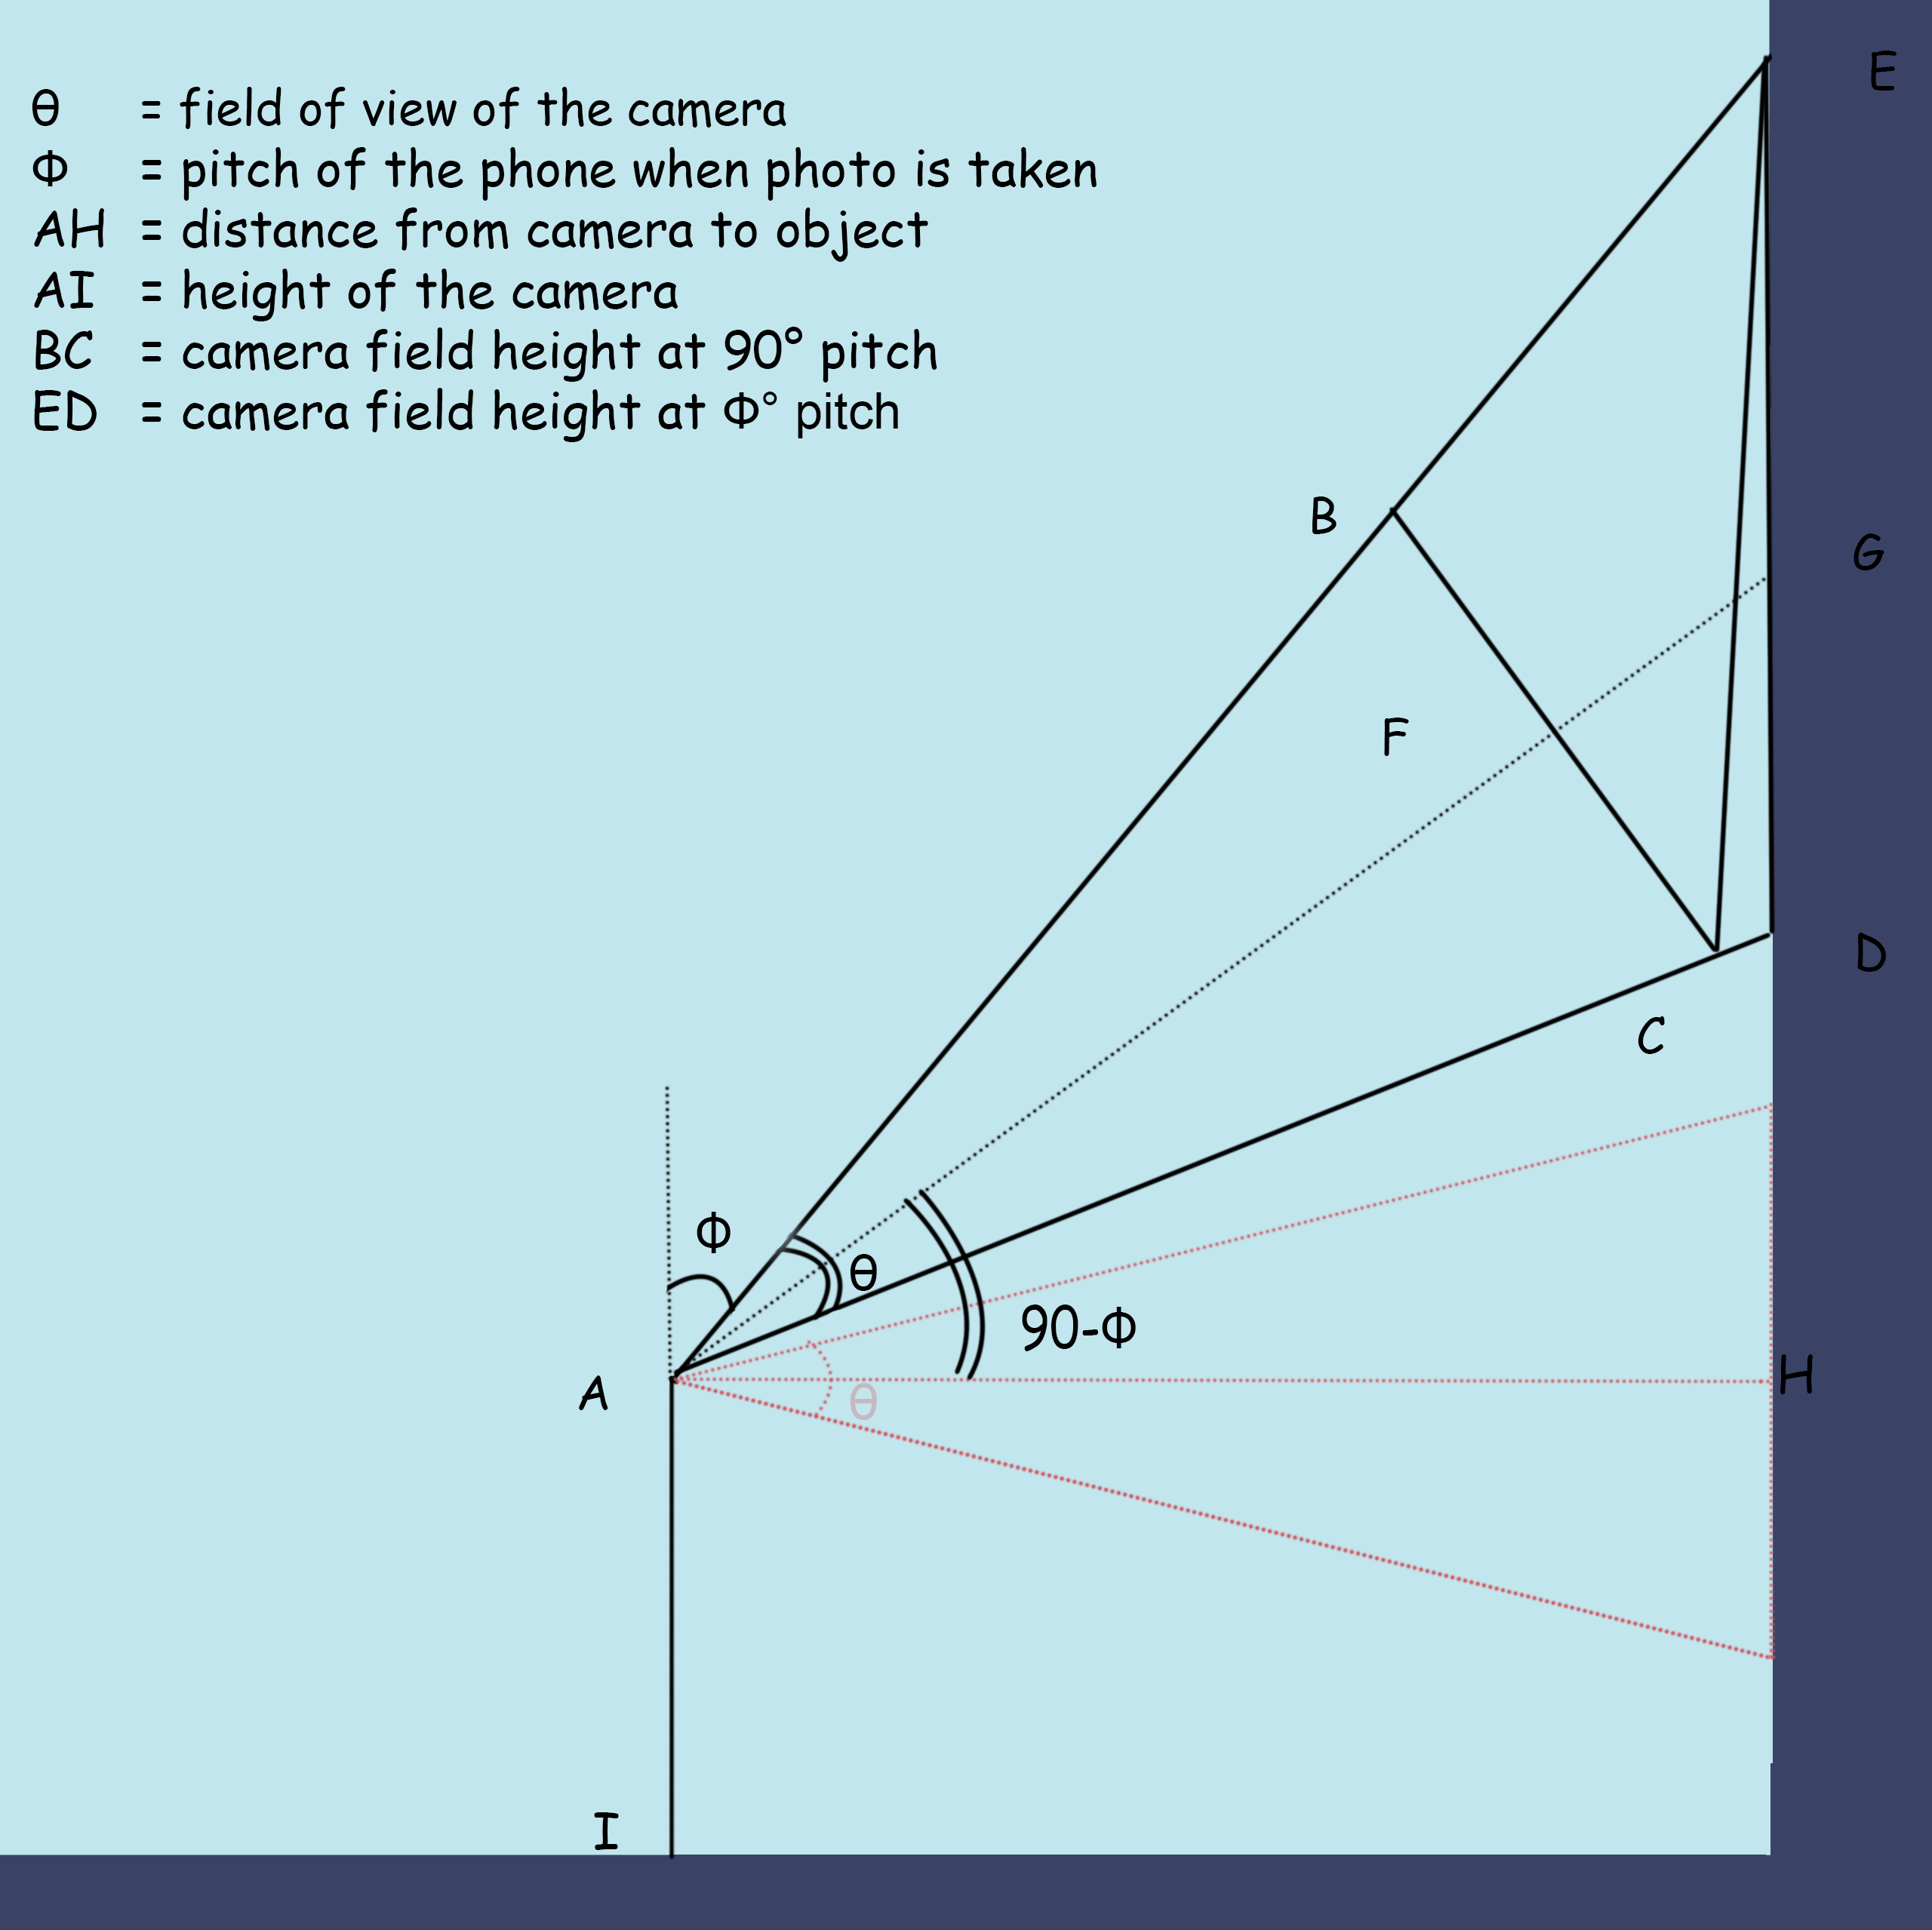 θ = field of view of the camera
Φ = pitch of the phone when photo is taken
AH = distance from camera to object
AI = height of the camera
BC = camera field height at 90° pitch
ED = camera field height at Φ° pitch
E
B
G
F
D
C
Φ
θ
90-Φ
H
A
θ
I